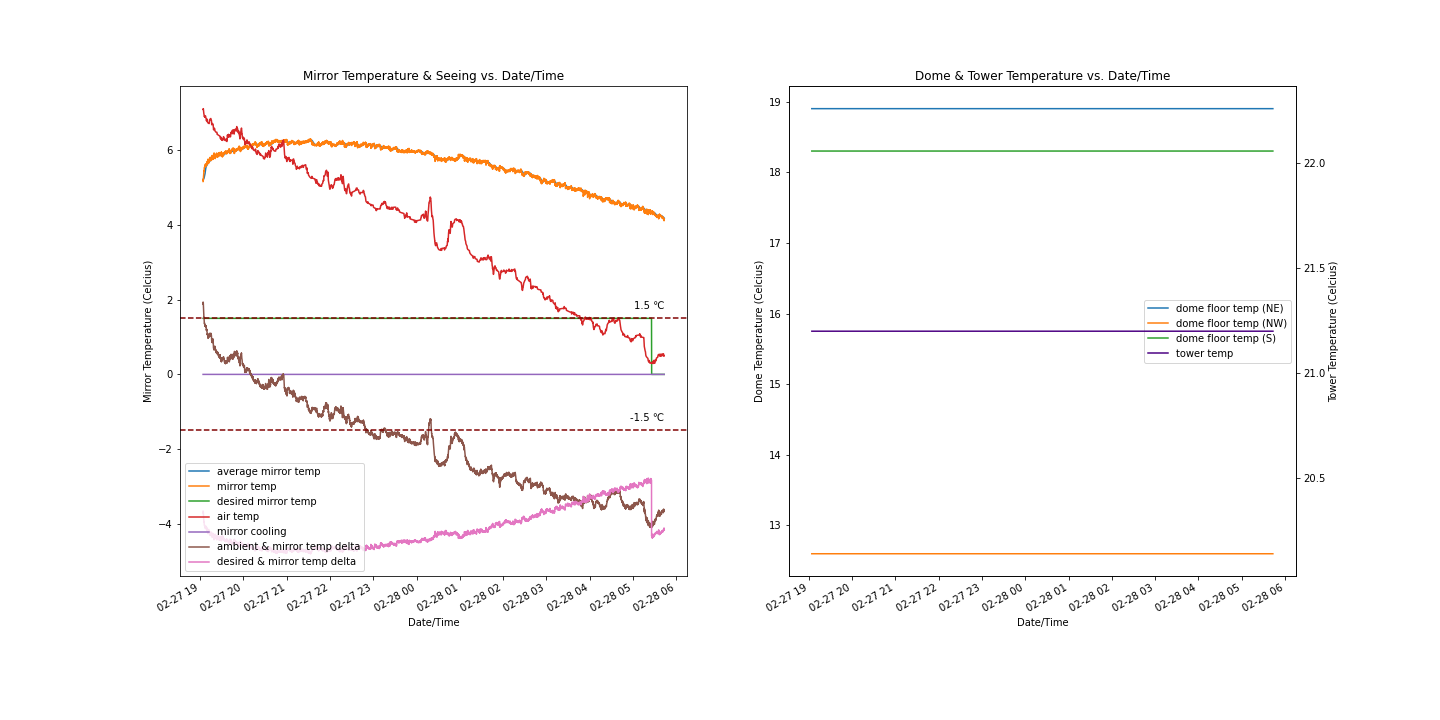 Mirror Temperature & Seeing vs. Date/Time
Mirror Temperature (Celcius)
6
4
2
0
−2
−4
1.5 °C
-1.5 °C
average mirror temp
mirror temp
desired mirror temp
air temp
mirror cooling
ambient & mirror temp delta
desired & mirror temp delta
02-27 19
02-27 20
02-27 21
02-27 22
02-27 23
02-28 00
02-28 01
02-28 02
02-28 03
02-28 04
02-28 05
02-28 06
Date/Time
Dome & Tower Temperature vs. Date/Time
Dome Temperature (Celcius)
19
18
17
16
15
14
13
dome floor temp (NE)
dome floor temp (NW)
dome floor temp (S)
tower temp
22.0
21.5
21.0
20.5
Tower Temperature (Celcius)
02-27 19
02-27 20
02-27 21
02-27 22
02-27 23
02-28 00
02-28 01
02-28 02
02-28 03
02-28 04
02-28 05
02-28 06
Date/Time